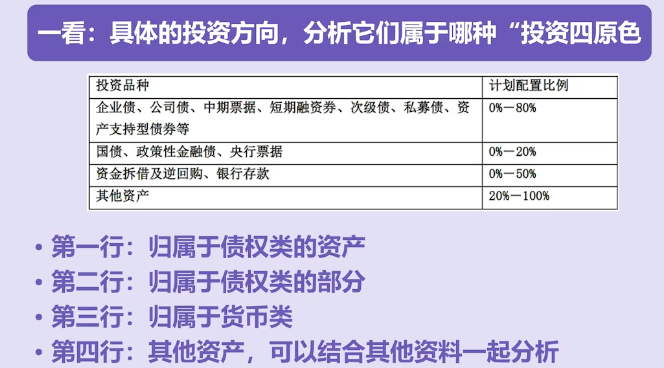 一看：具体的投资方向，分析它们属于哪种“投资四原色
投资品种 计划配置比例
企业债、公司债、中期票据、短期融资券、次级债、私募债、资 0%—80%
产支持型债券等
国债、政策性金融债、央行票据 0%—20%
资金拆借及逆回购、银行存款 0%—50%
其他资产 20%—100%
• 第一行：归属于债权类的资产
• 第二行：归属于债权类的部分
• 第三行：归属于货币类
• 第四行：其他资产，可以结合其他资料一起分析